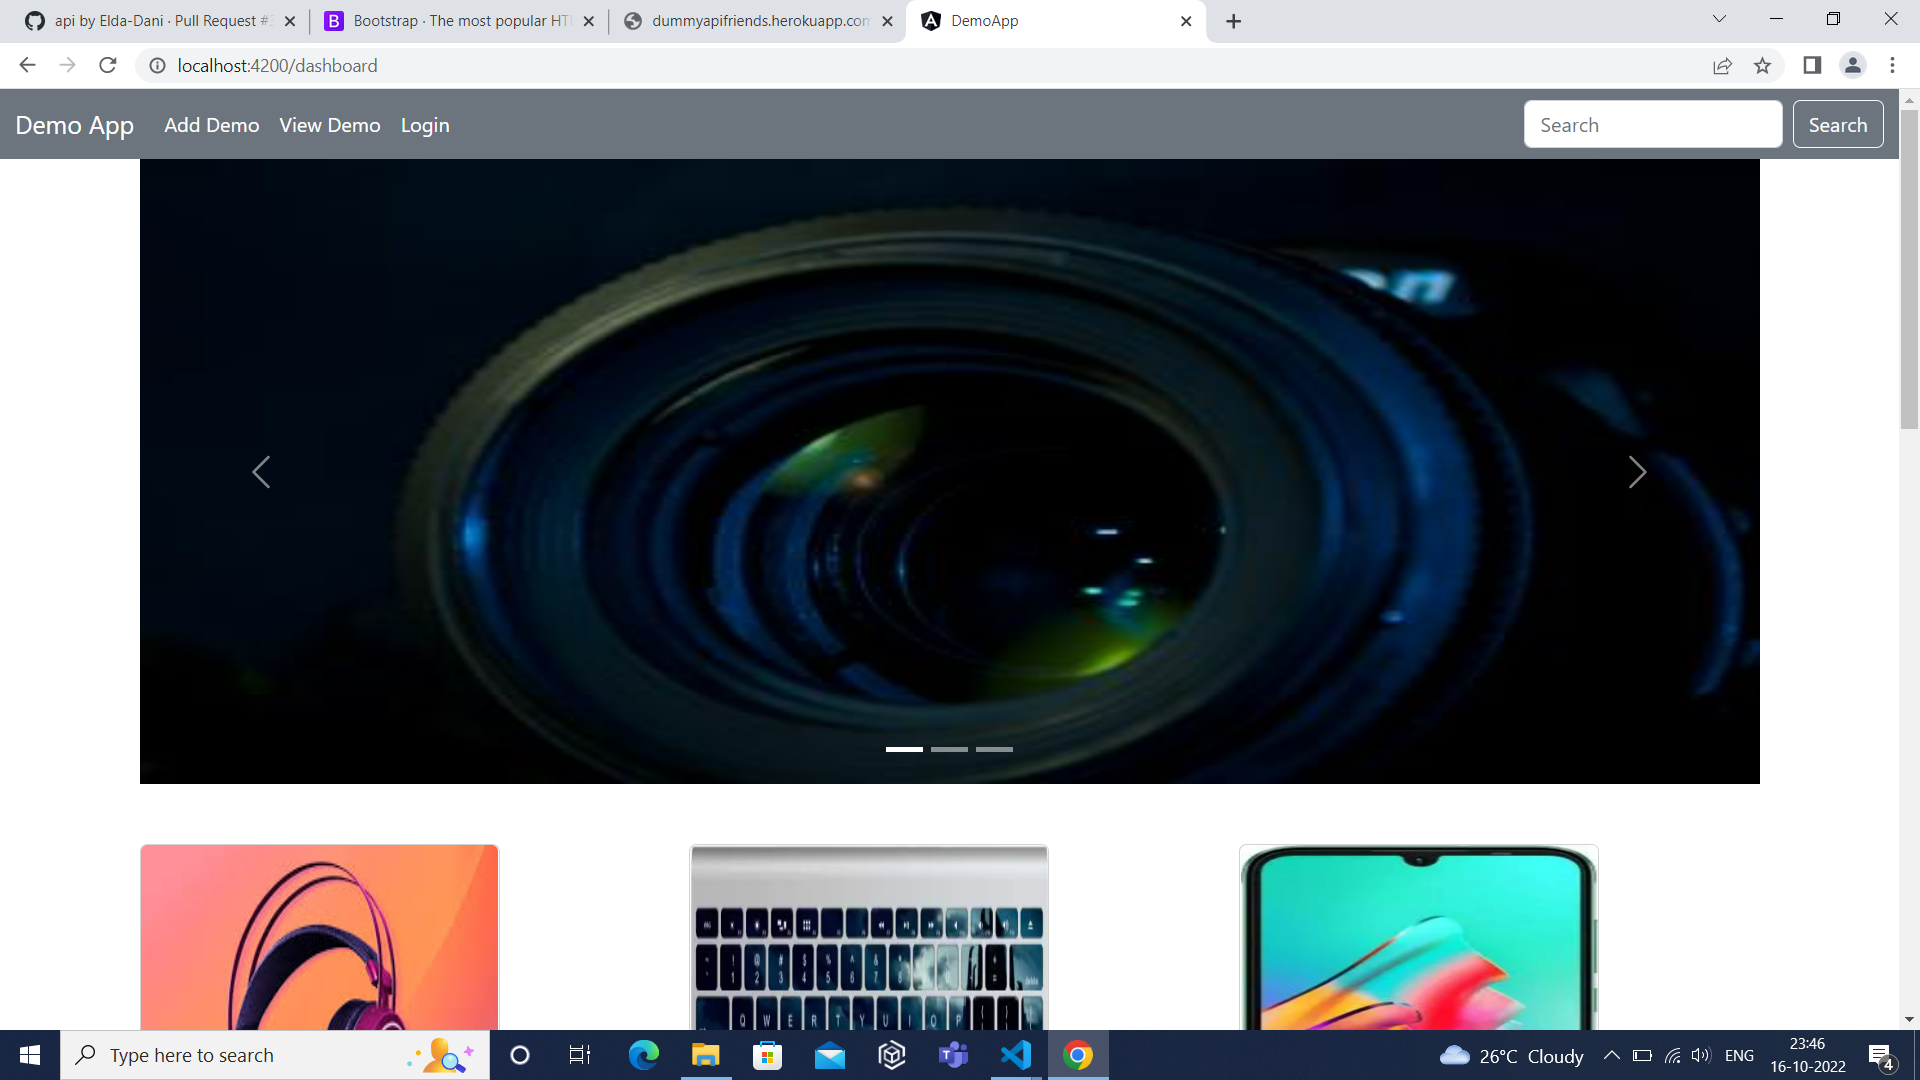 api by Elda-Dani · Pull Request #
Bootstrap · The most popular HT
dummyapifriends.herokuapp.com
DemoApp
localhost:4200/dashboard
Demo App
Add Demo
View Demo
Login
Search
Search
on
Q W E R T Y U I O P
Type here to search
26°C Cloudy
ENG
23:46
16-10-2022
4